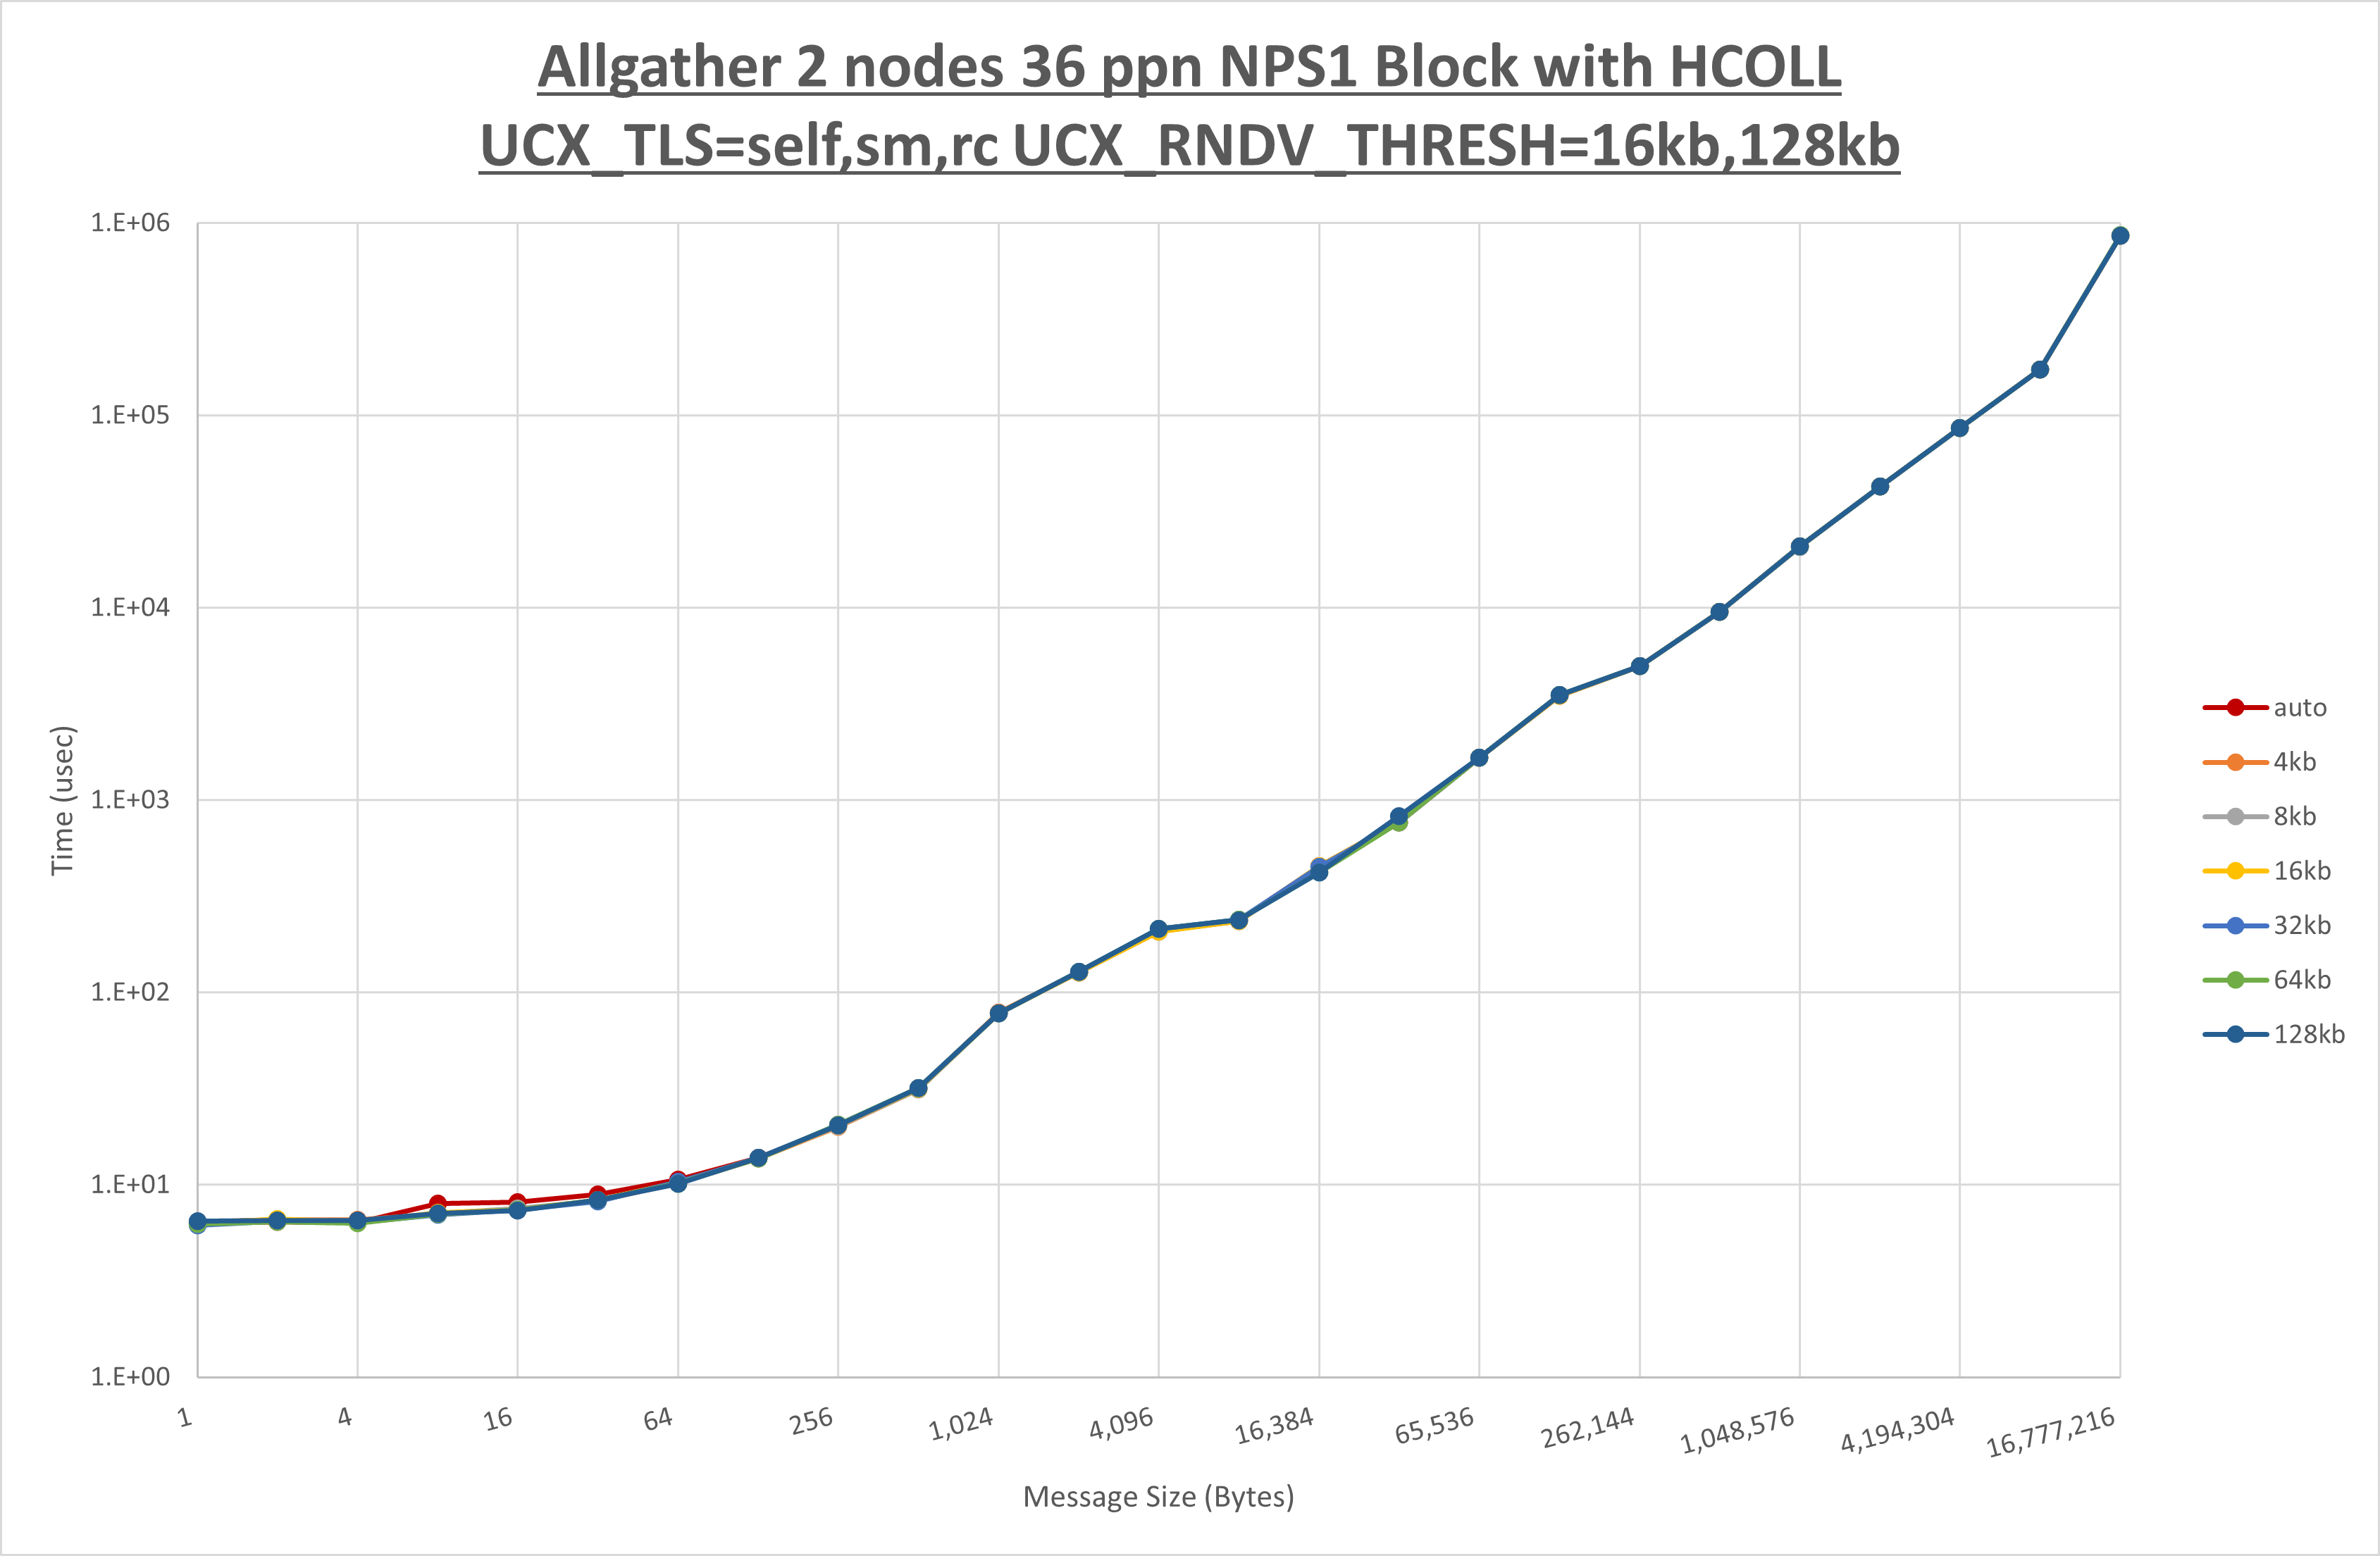 Allgather 2 nodes 36 ppn NPS1 Block with HCOLL
UCX_TLS=self,sm,rc UCX_RNDV_THRESH=16kb,128kb
1.E+06
1.E+05
1.E+04
1.E+03
1.E+02
1.E+01
1.E+00
Time (usec)
1
4
16
64
256
1,024
4,096
16,384
65,536
262,144
1,048,576
4,194,304
16,777,216
Message Size (Bytes)
auto
4kb
8kb
16kb
32kb
64kb
128kb